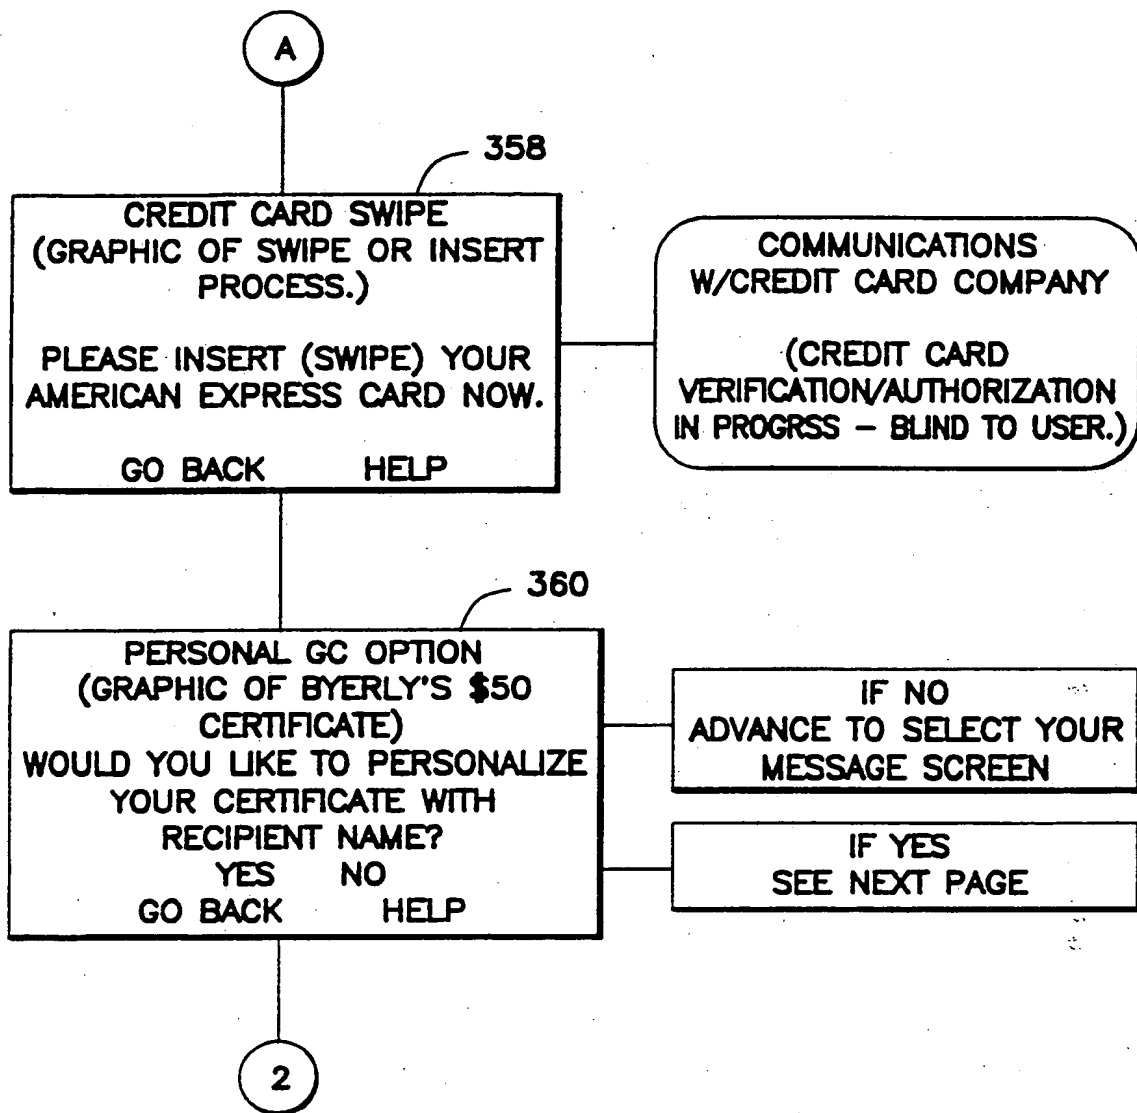 A
358
CREDIT CARD SWIPE
(GRAPHIC OF SWIPE OR INSERT
PROCESS.)
PLEASE INSERT (SWIPE) YOUR
AMERICAN EXPRESS CARD NOW.
GO BACK HELP
COMMUNICATIONS
W/CREDIT CARD COMPANY
(CREDIT CARD
VERIFICATION/AUTHORIZATION
IN PROGRSS – BLIND TO USER.)
360
PERSONAL GC OPTION
(GRAPHIC OF BYERLY'S $50
CERTIFICATE)
WOULD YOU LIKE TO PERSONALIZE
YOUR CERTIFICATE WITH
RECIPIENT NAME?
YES NO
GO BACK HELP
IF NO
ADVANCE TO SELECT YOUR
MESSAGE SCREEN
IF YES
SEE NEXT PAGE
2